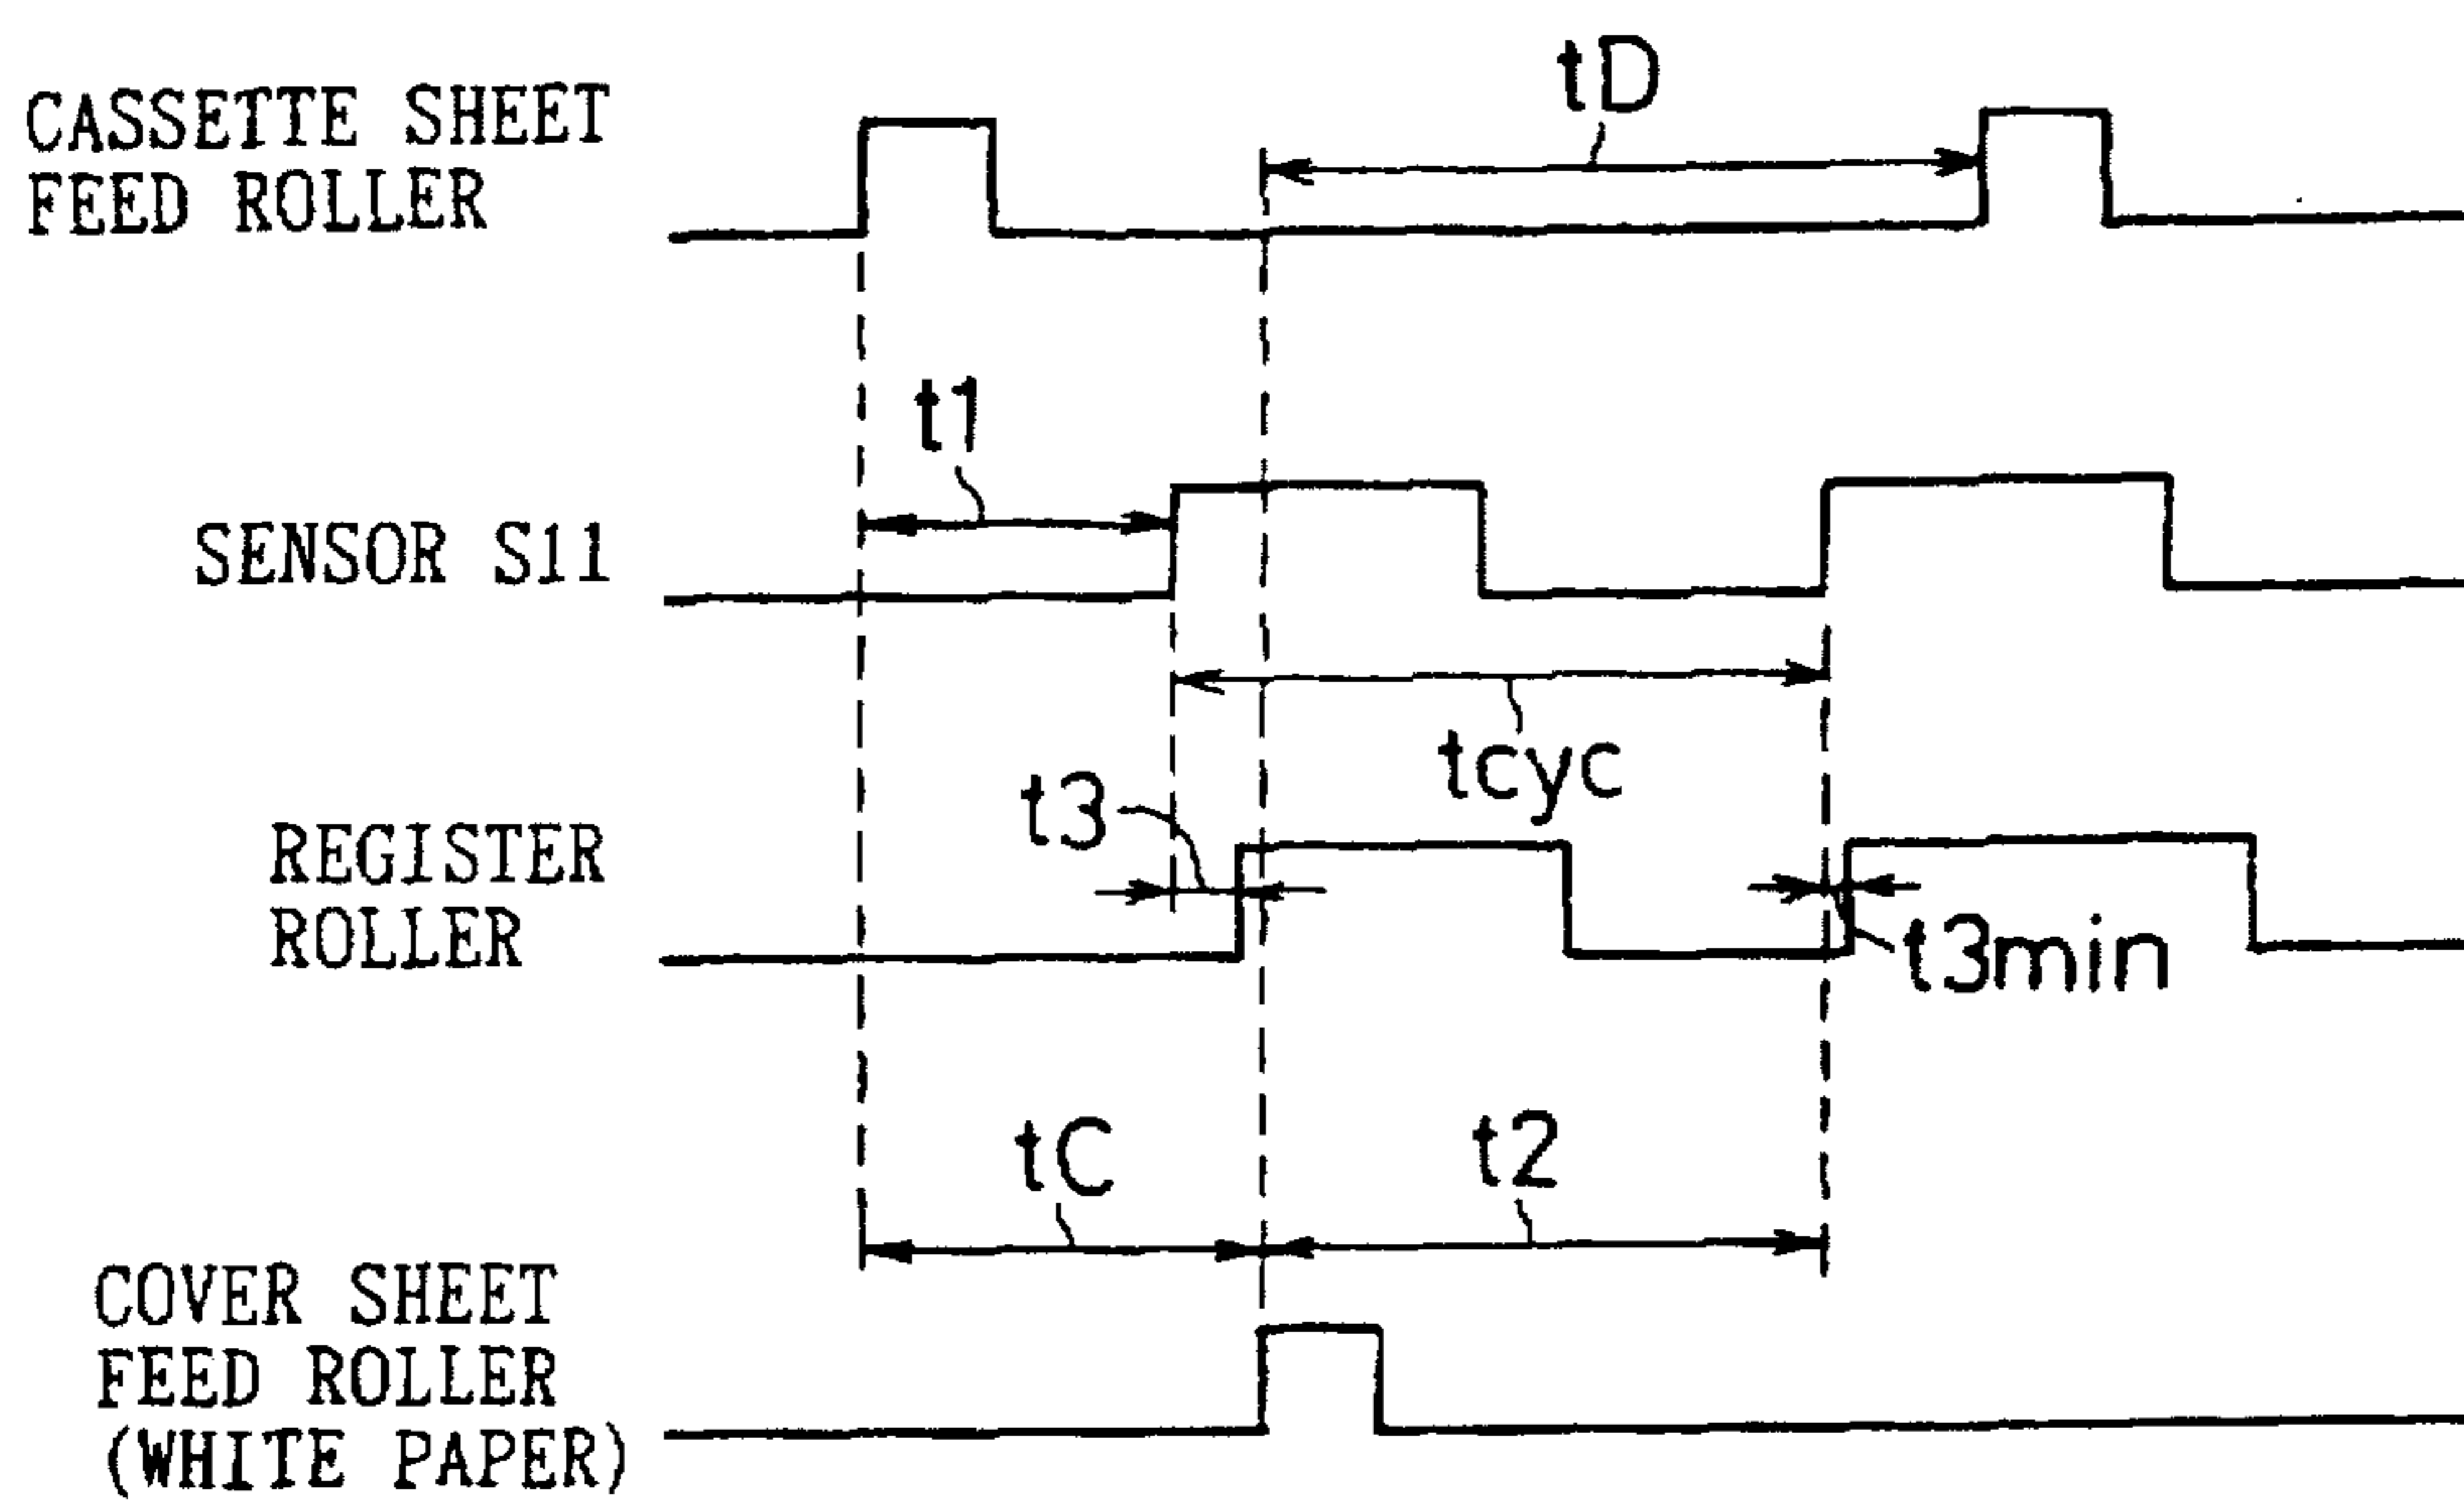 tD
CASSETTE SHEET
FEED ROLLER
t1
SENSOR S11
tcyc
t3
REGISTER
ROLLER
t3min
tC
t2
COVER SHEET
FEED ROLLER
(WHITE PAPER)